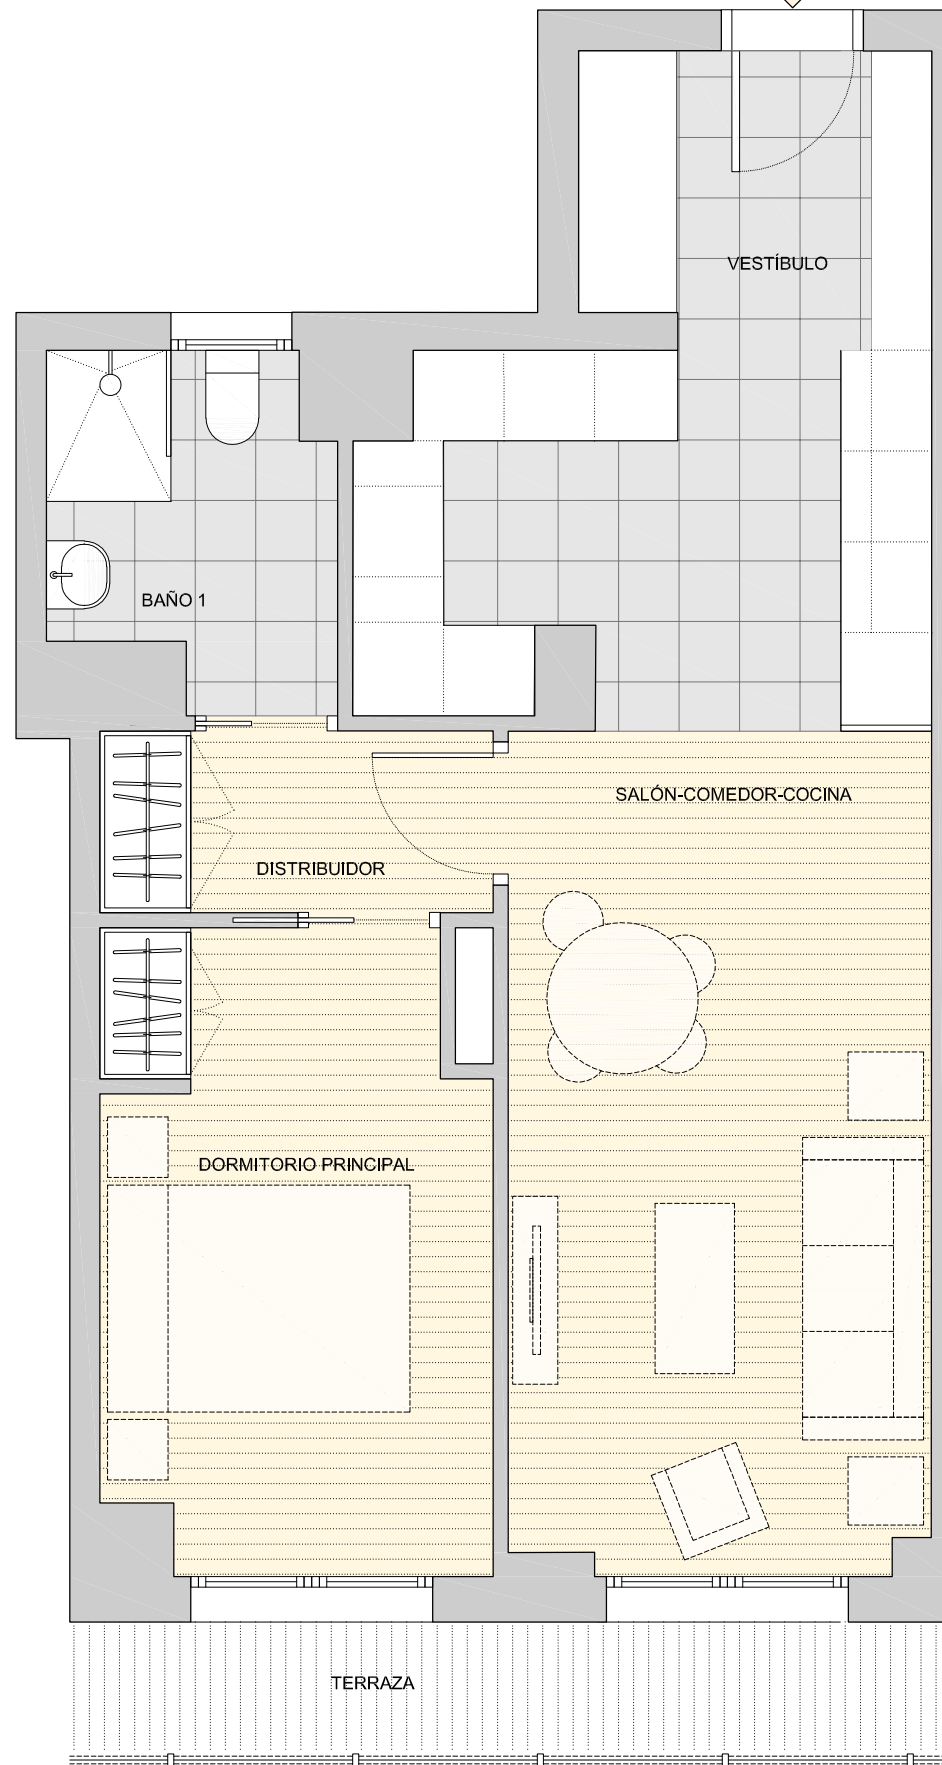 VESTÍBULO
BAÑO 1
SALÓN-COMEDOR-COCINA
DISTRIBUIDOR
DORMITORIO PRINCIPAL
TERRAZA